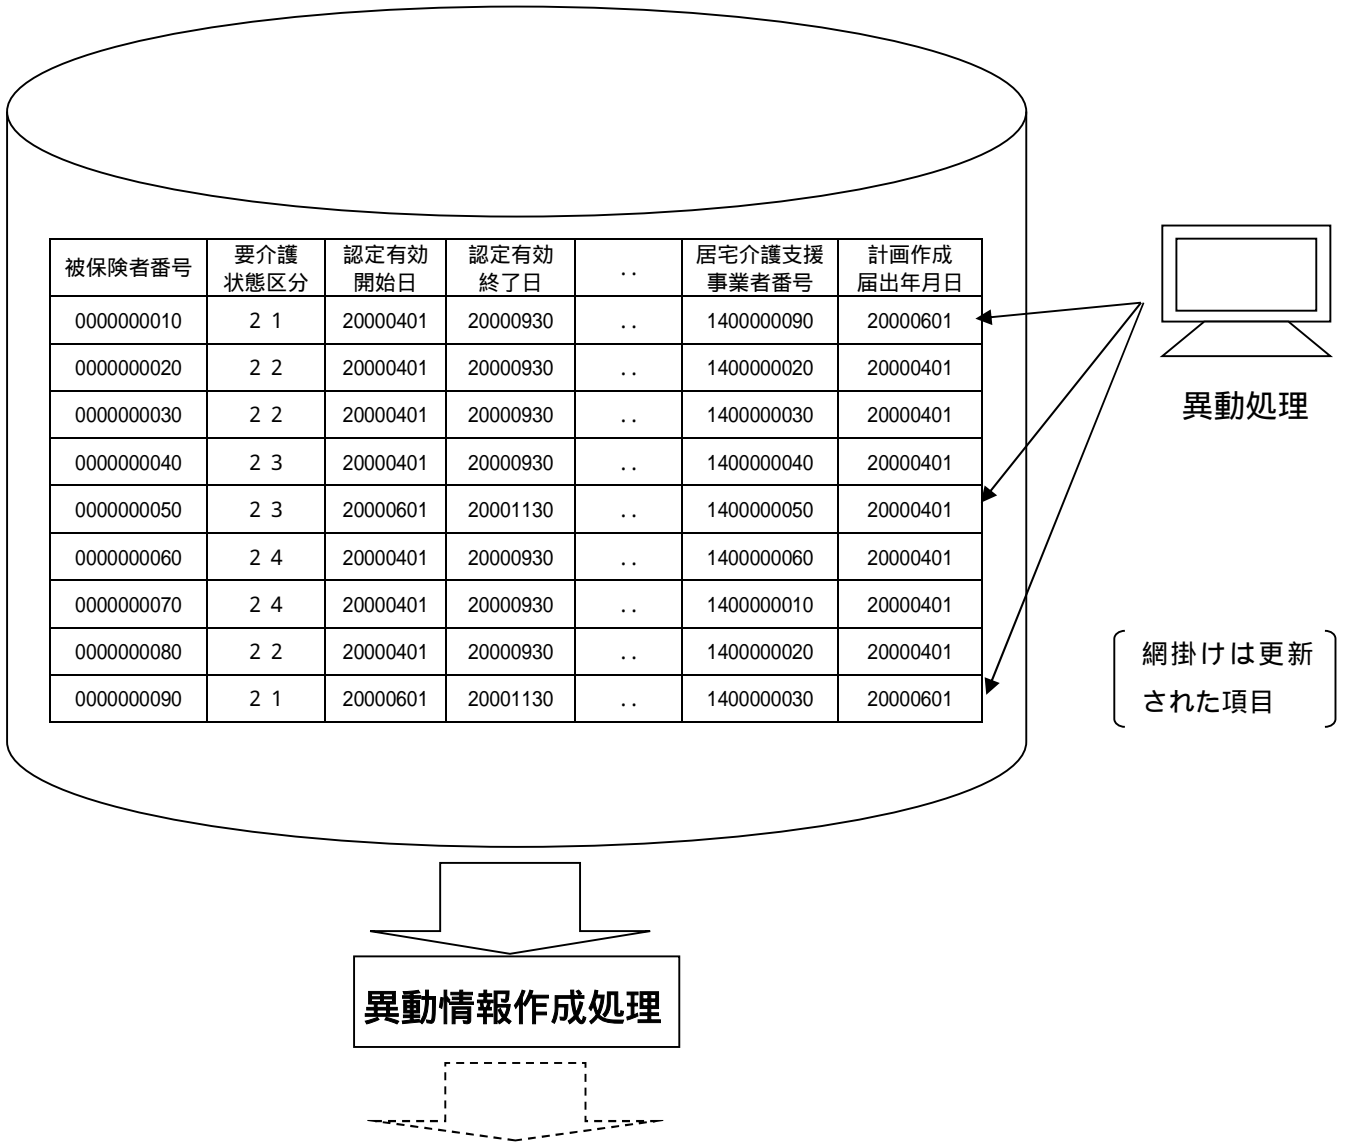 被保険者番号 要介護状態区分 認定有効開始日 認定有効終了日 .. 居宅介護支援事業者番号 計画作成届出年月日
0000000010 21 20000401 20000930 .. 1400000090 20000601
0000000020 22 20000401 20000930 .. 1400000020 20000401
0000000030 22 20000401 20000930 .. 1400000030 20000401
0000000040 23 20000401 20000930 .. 1400000040 20000401
0000000050 23 20000601 20001130 .. 1400000050 20000401
0000000060 24 20000401 20000930 .. 1400000060 20000401
0000000070 24 20000401 20000930 .. 1400000010 20000401
0000000080 22 20000401 20000930 .. 1400000020 20000401
0000000090 21 20000601 20001130 .. 1400000030 20000601
異動処理
網掛けは更新
された項目
異動情報作成処理